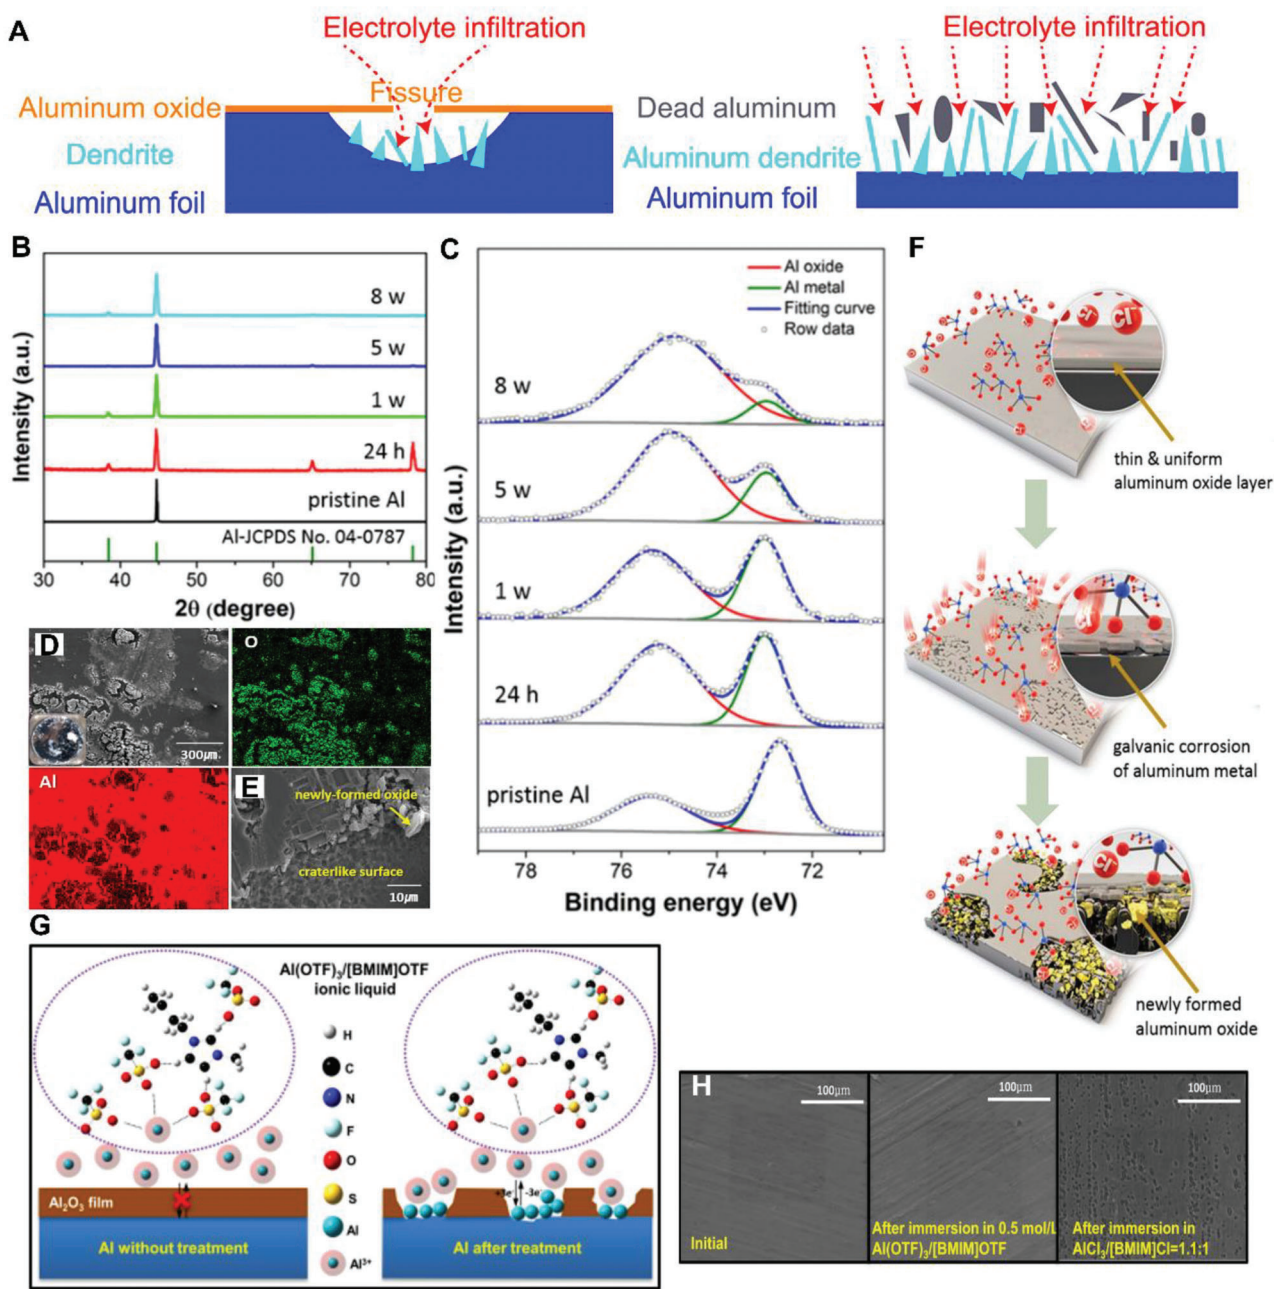 A
Electrolyte infiltration
Aluminum oxide
Fissure
Dendrite
Aluminum foil
Electrolyte infiltration
Dead aluminum
Aluminum dendrite
Aluminum foil
B
Intensity (a.u.)
8 w
5 w
1 w
24 h
pristine Al
Al-JCPDS No. 04-0787
30 40 50 60 70 80
2θ (degree)
C
Al oxide
Al metal
Fitting curve
Row data
8 w
5 w
1 w
24 h
pristine Al
Intensity (a.u.)
78 76 74 72
Binding energy (eV)
D
300μm
O
Al
E
newly-formed oxide
craterlike surface
10μm
F
Cl⁻
thin & uniform
aluminum oxide layer
galvanic corrosion
of aluminum metal
Cl
newly formed
aluminum oxide
G
Al(OTF)₃/[BMIM]OTF
ionic liquid
H
C
N
F
O
S
Al
Al³⁺
Al₂O₃ film
Al without treatment
+3e⁻ -3e⁻
Al after treatment
H
100μm
Initial
100μm
After immersion in 0.5 mol/L
Al(OTF)₃/[BMIM]OTF
100μm
After immersion in
AlCl₃/[BMIM]Cl=1.1:1